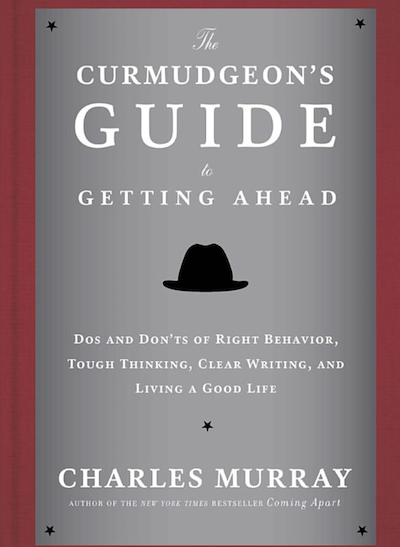 The
CURMUDGEON'S
GUIDE
to
GETTING AHEAD
DOS AND DON'TS OF RIGHT BEHAVIOR,
TOUGH THINKING, CLEAR WRITING, AND
LIVING A GOOD LIFE
CHARLES MURRAY
AUTHOR OF THE NEW YORK TIMES BESTSELLER Coming Apart